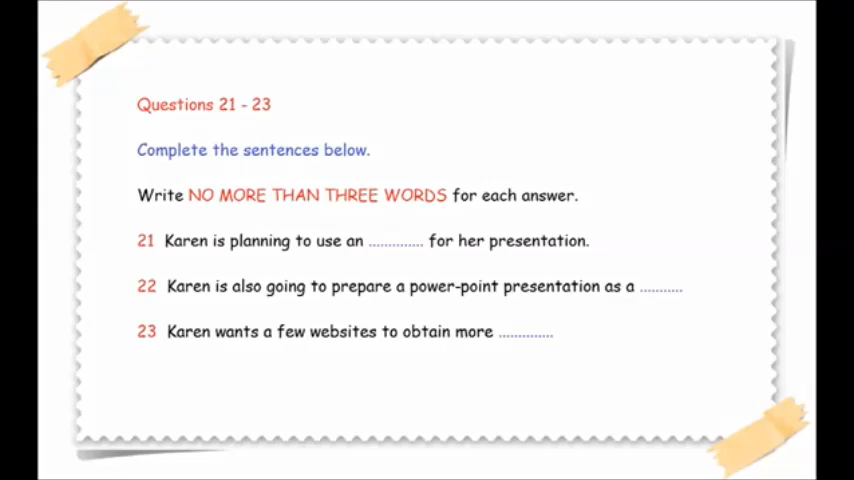 Questions 21 - 23
Complete the sentences below.
Write NO MORE THAN THREE WORDS for each answer.
21 Karen is planning to use an .............. for her presentation.
22 Karen is also going to prepare a power-point presentation as a ...........
23 Karen wants a few websites to obtain more ..............